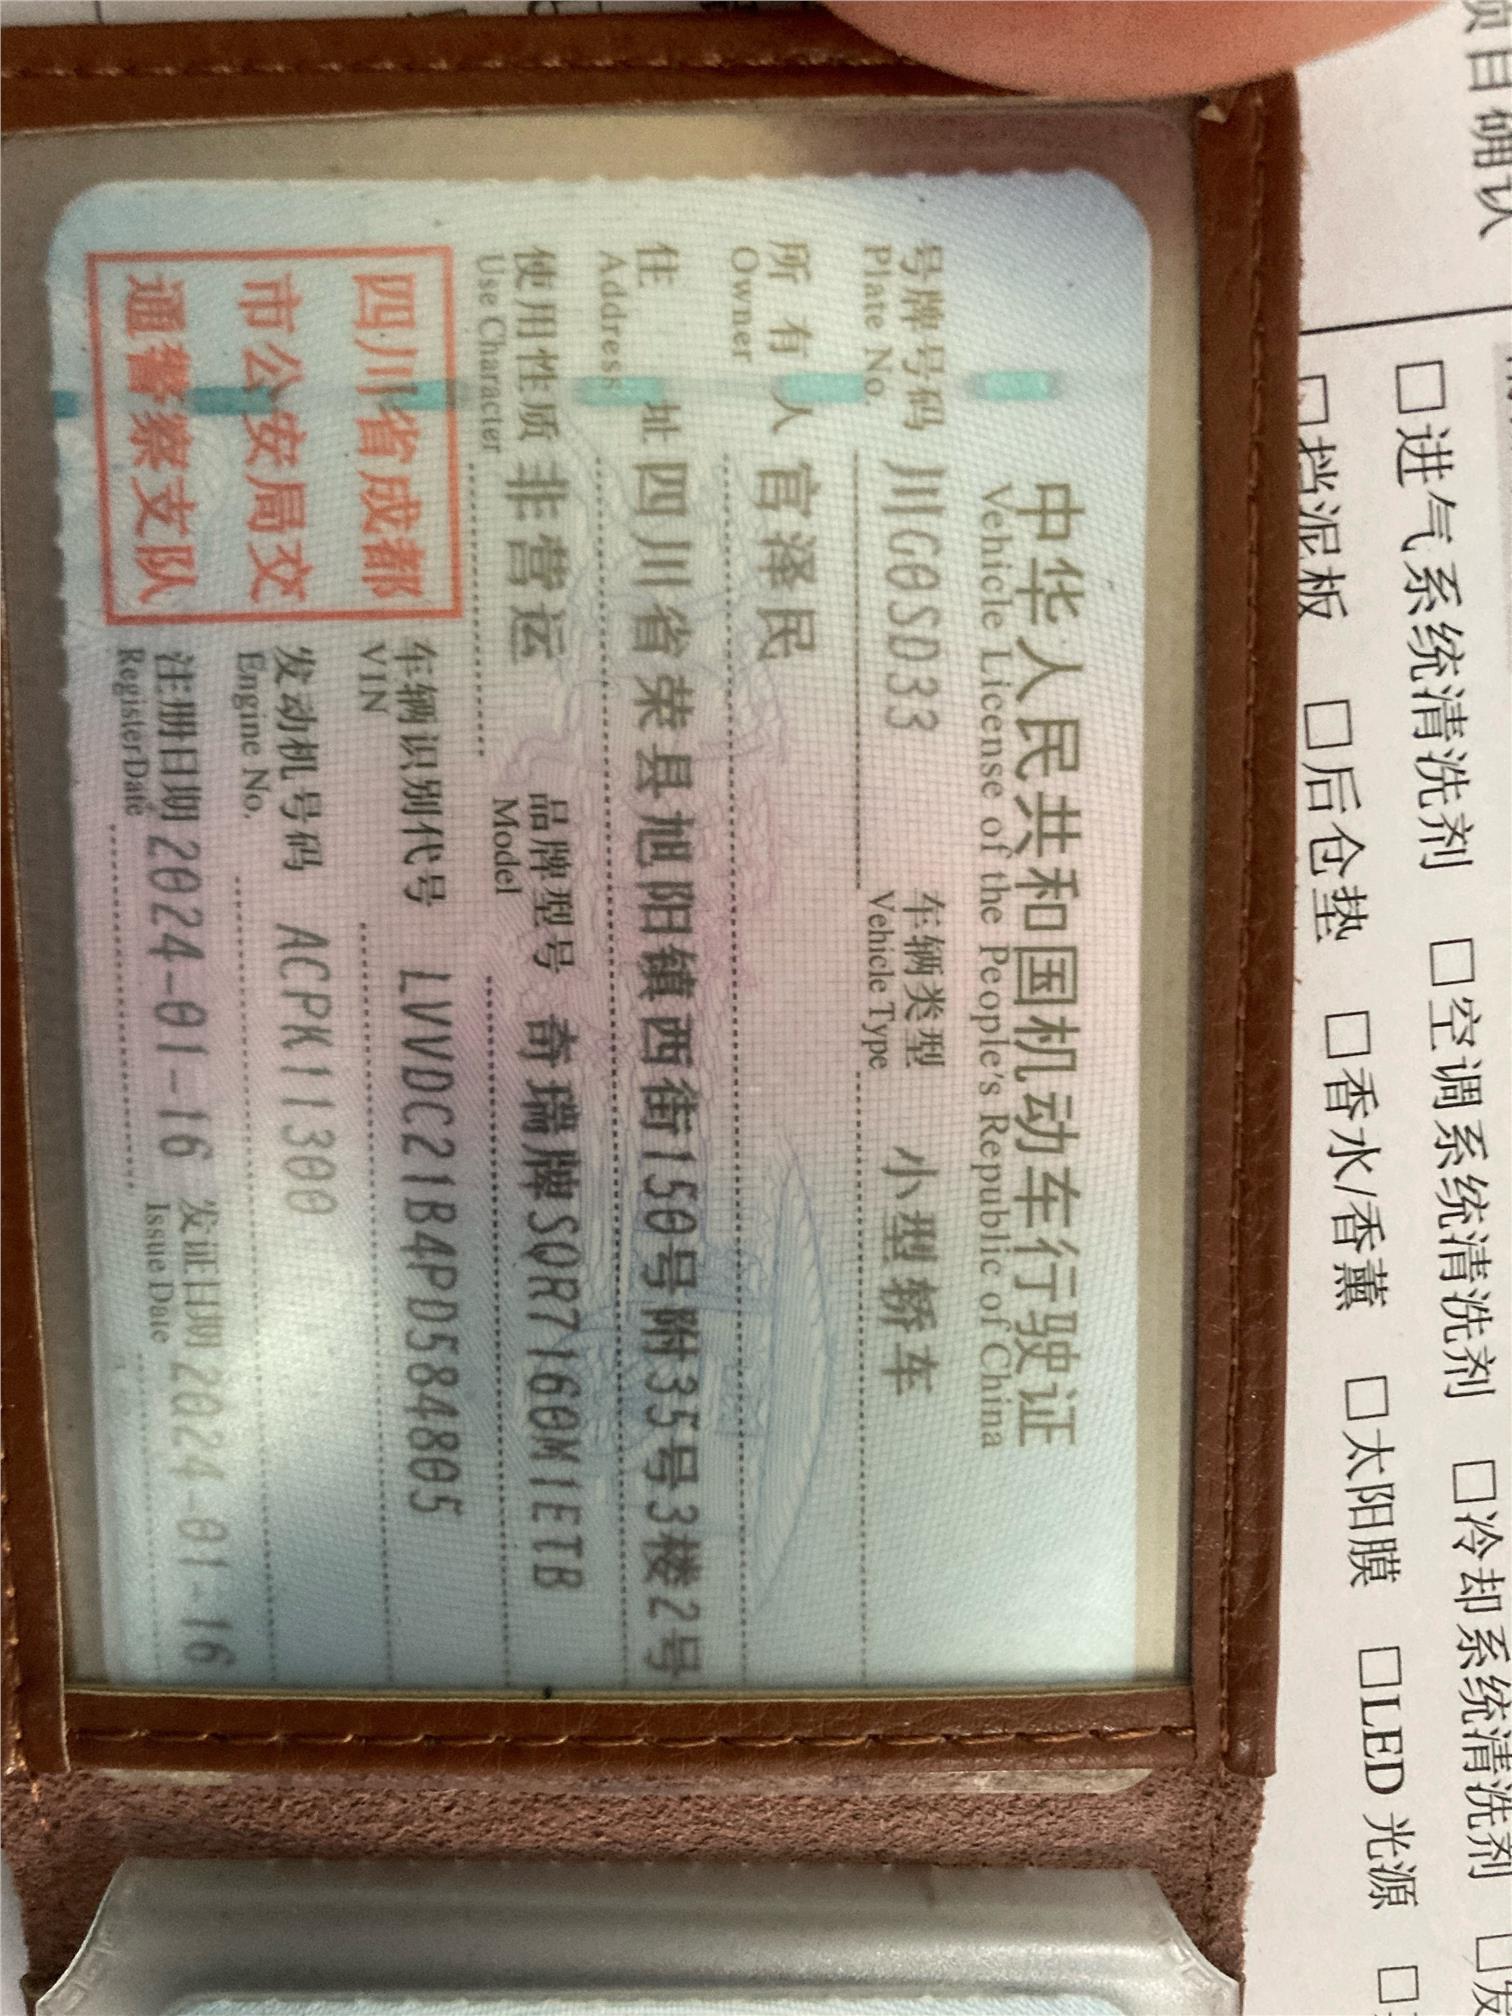 中华人民共和国机动车行驶证
Vehicle License of the People's Republic of China
号牌号码 川G0SD33 车辆类型 小型轿车
Plate No. Vehicle Type
所有人 官泽民
Owner
住址 四川省荣县旭阳镇西街150号附35号3楼2号
Address
使用性质 非营运 品牌型号 奇瑞牌SQR7160M1ETB
Use Character Model
四川省成都
市公安局交
通警察支队
车辆识别代号 LVVDC21B4PD584805
VIN
发动机号码 ACPK11300
Engine No.
注册日期 2024-01-16 发证日期 2024-01-16
Register Date Issue Date
项目确认
□进气系统清洗剂 □空调系统清洗剂 □冷却系统清洗剂 □发
□挡泥板 □后仓垫 □香水/香薰 □太阳膜 □LED 光源 □